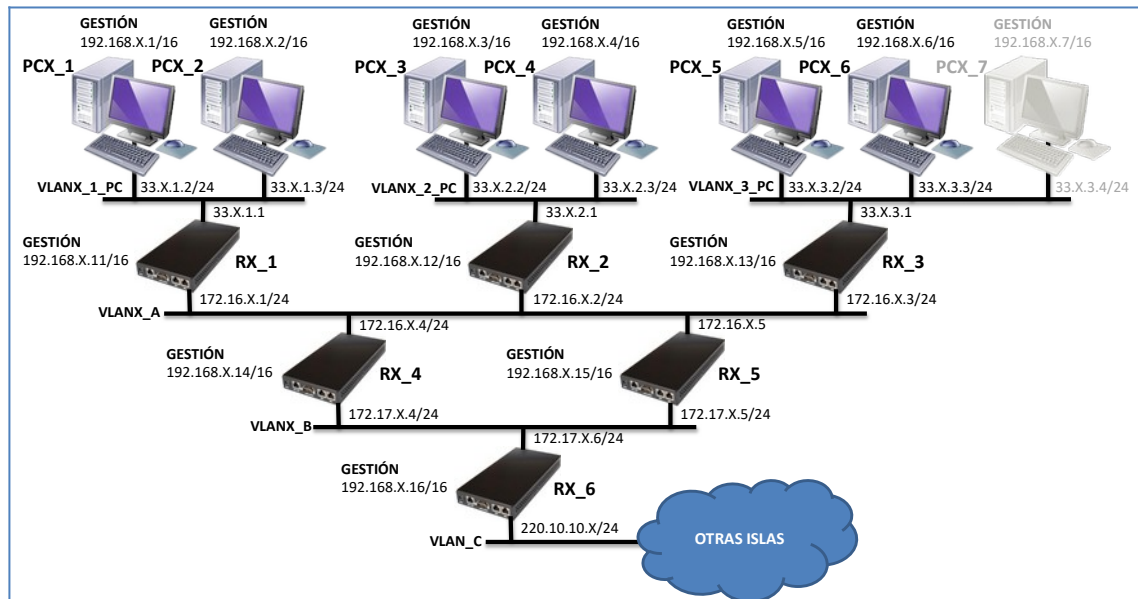 GESTIÓN
192.168.X.1/16
GESTIÓN
192.168.X.2/16
GESTIÓN
192.168.X.3/16
GESTIÓN
192.168.X.4/16
GESTIÓN
192.168.X.5/16
GESTIÓN
192.168.X.6/16
GESTIÓN
192.168.X.7/16
PCX_1
PCX_2
PCX_3
PCX_4
PCX_5
PCX_6
PCX_7
VLANX_1_PC
33.X.1.2/24
33.X.1.3/24
VLANX_2_PC
33.X.2.2/24
33.X.2.3/24
VLANX_3_PC
33.X.3.2/24
33.X.3.3/24
33.X.3.4/24
33.X.1.1
33.X.2.1
33.X.3.1
GESTIÓN
192.168.X.11/16
RX_1
GESTIÓN
192.168.X.12/16
RX_2
GESTIÓN
192.168.X.13/16
RX_3
172.16.X.1/24
172.16.X.2/24
172.16.X.3/24
VLANX_A
172.16.X.4/24
172.16.X.5
GESTIÓN
192.168.X.14/16
RX_4
GESTIÓN
192.168.X.15/16
RX_5
172.17.X.4/24
172.17.X.5/24
VLANX_B
172.17.X.6/24
GESTIÓN
192.168.X.16/16
RX_6
220.10.10.X/24
VLAN_C
OTRAS ISLAS